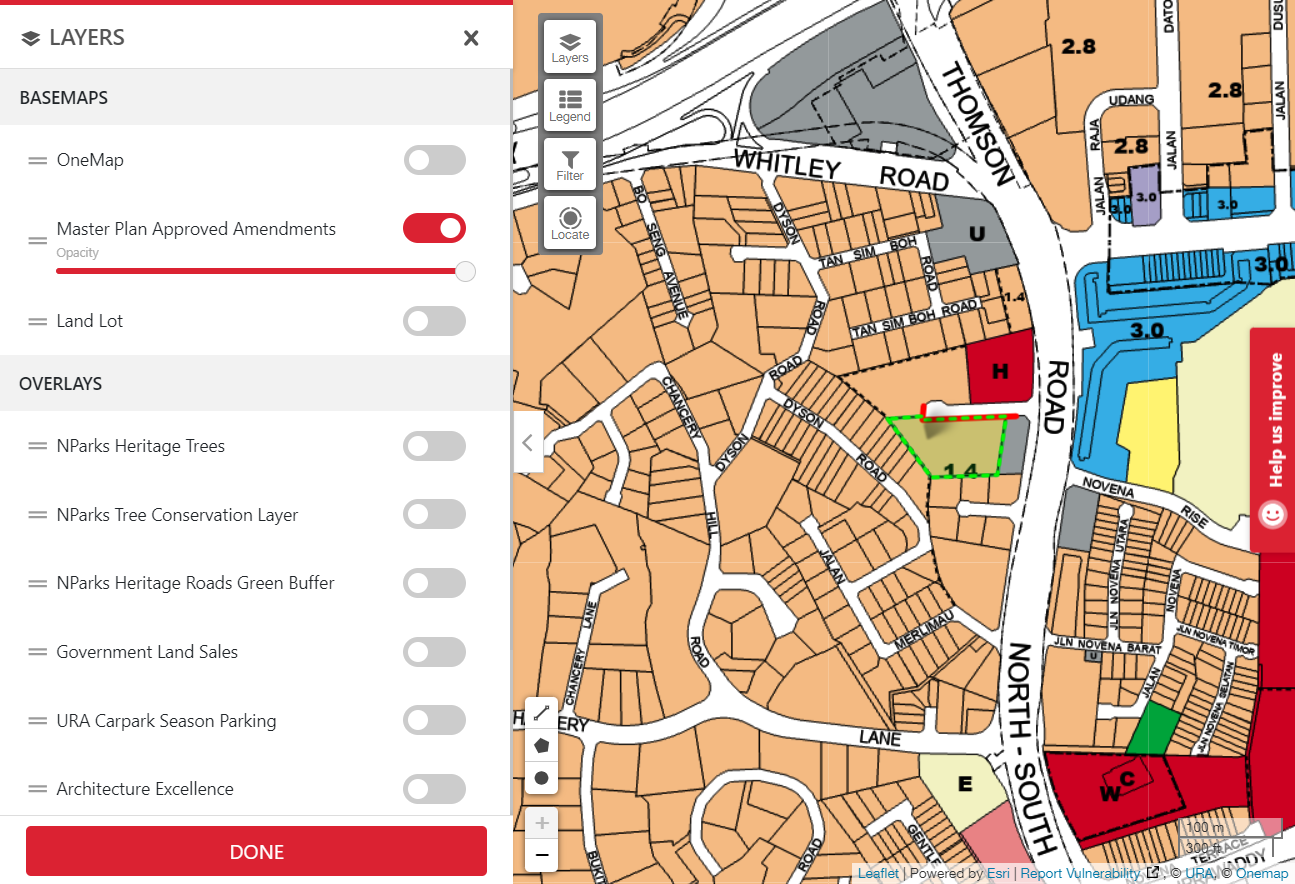 LAYERS
BASEMAPS
OneMap
Master Plan Approved Amendments
Opacity
Land Lot
OVERLAYS
NParks Heritage Trees
NParks Tree Conservation Layer
NParks Heritage Roads Green Buffer
Government Land Sales
URA Carpark Season Parking
Architecture Excellence
DONE
Layers
Legend
Filter
Locate
Help us improve
THOMSON
2.8
DATO
JALAN
DUSU
JALAN
2.8
UDANG
RAJA
JALAN
2.8
3.0
3.0
3.0
WHITLEY ROAD
BO
SENG
AVENUE
DYSON
ROAD
TAN SIM BOH
ROAD
TAN SIM BOH ROAD
U
1.4
3.0
3.0
H
ROAD
ROAD
DYSON
ROAD
DYSON
CHANCERY
HILL
ROAD
1.4
NOVENA
RISE
JALAN
MERLIMAU
CHANCERY LANE
JLN NOVENA UTARA
NOVENA
JLN NOVENA BARAT
JLN NOVENA TIMOR
U
JALAN
JLN NOVENA SELATAN
NORTH - SOUTH
ERY
LANE
E
C
W
GENTLE
ROAD
BUKIT
100 m
300 ft
TERRACE
Leaflet | Powered by Esri | Report Vulnerability , © URA, © Onemap